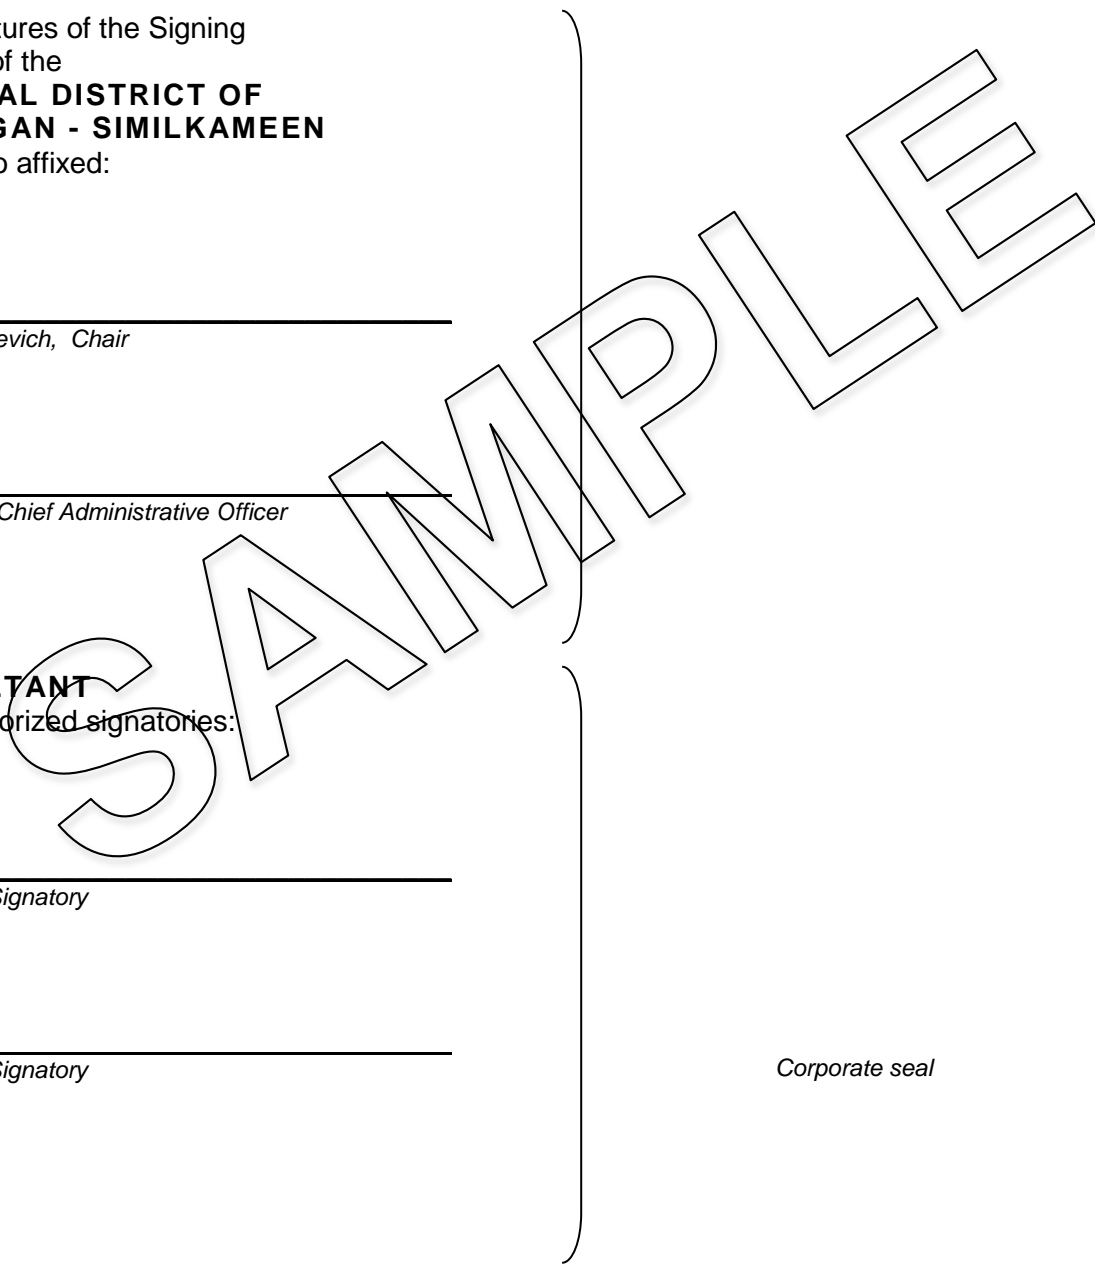 tures of the Signing
of the
AL DISTRICT OF
GAN - SIMILKAMEEN
o affixed:
evich, Chair
Chief Administrative Officer
SAMPLE
LTANT
orized signatories:
Signatory
Signatory
Corporate seal